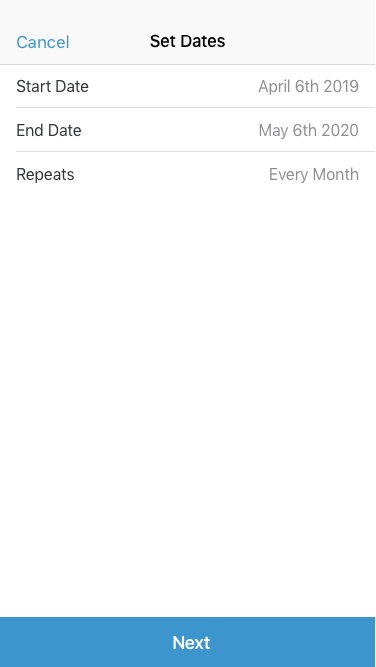 Cancel Set Dates
Start Date April 6th 2019
End Date May 6th 2020
Repeats Every Month
Next